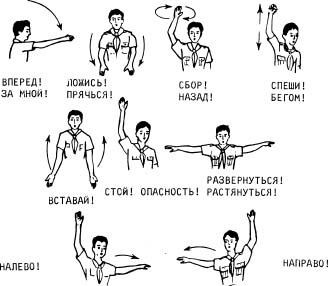 ВПЕРЕД!
ЗА МНОЙ!
ЛОЖИСЬ!
ПРЯЧЬСЯ!
СБОР!
НАЗАД!
СПЕШИ!
БЕГОМ!
ВСТАВАЙ!
СТОЙ! ОПАСНОСТЬ!
РАЗВЕРНУТЬСЯ!
РАСТЯНУТЬСЯ!
НАЛЕВО!
НАПРАВО!